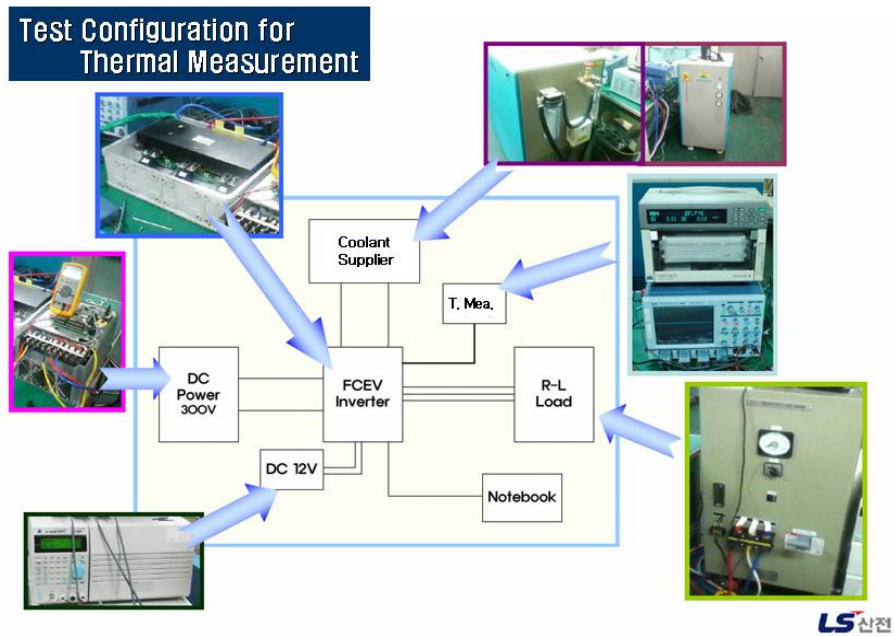 Test Configuration for
Thermal Measurement
Coolant
Supplier
T. Mea.
DC
Power
300V
FCEV
Inverter
R-L
Load
DC 12V
Notebook
LS산전